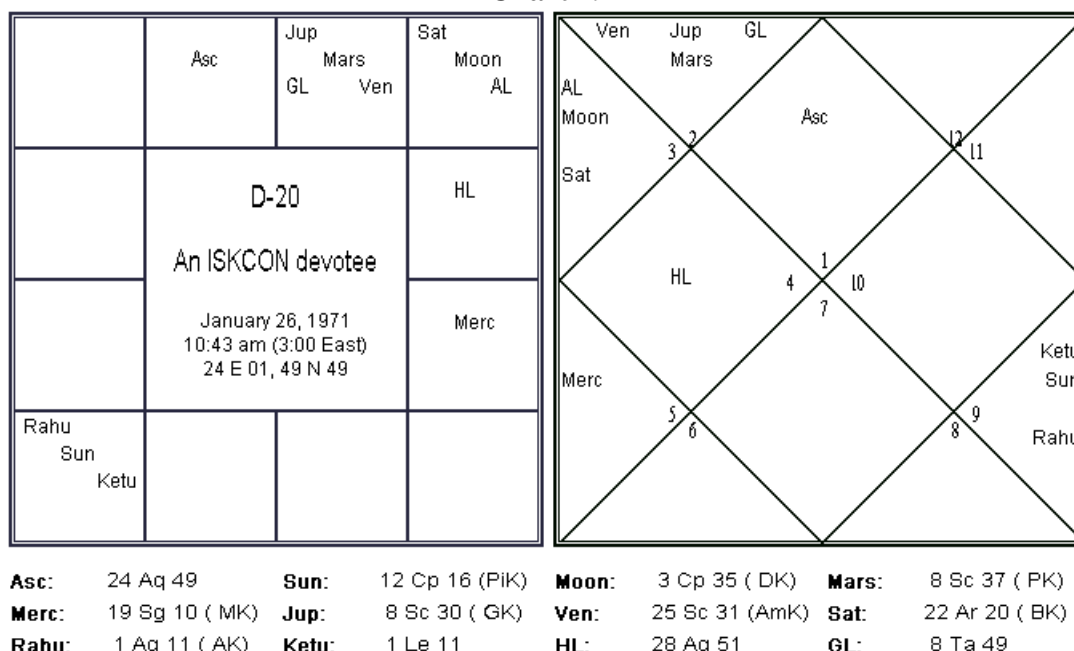 Asc
Jup
Mars
GL Ven
Sat
Moon
AL
HL
Merc
Rahu
Sun
Ketu
D-20
An ISKCON devotee
January 26, 1971
10:43 am (3:00 East)
24 E 01, 49 N 49
Ven Jup GL
Mars
AL
Moon
Asc
Sat
2
3
12
11
HL
1
4 10
7
Merc
Ketu
Sun
Rahu
5
6
9
8
Asc: 24 Aq 49 Sun: 12 Cp 16 (PiK) Moon: 3 Cp 35 ( DK) Mars: 8 Sc 37 ( PK)
Merc: 19 Sg 10 ( MK) Jup: 8 Sc 30 ( GK) Ven: 25 Sc 31 (AmK) Sat: 22 Ar 20 ( BK)
Rahu: 1 Aq 11 ( AK) Ketu: 1 Le 11 HL: 28 Aq 51 GL: 8 Ta 49